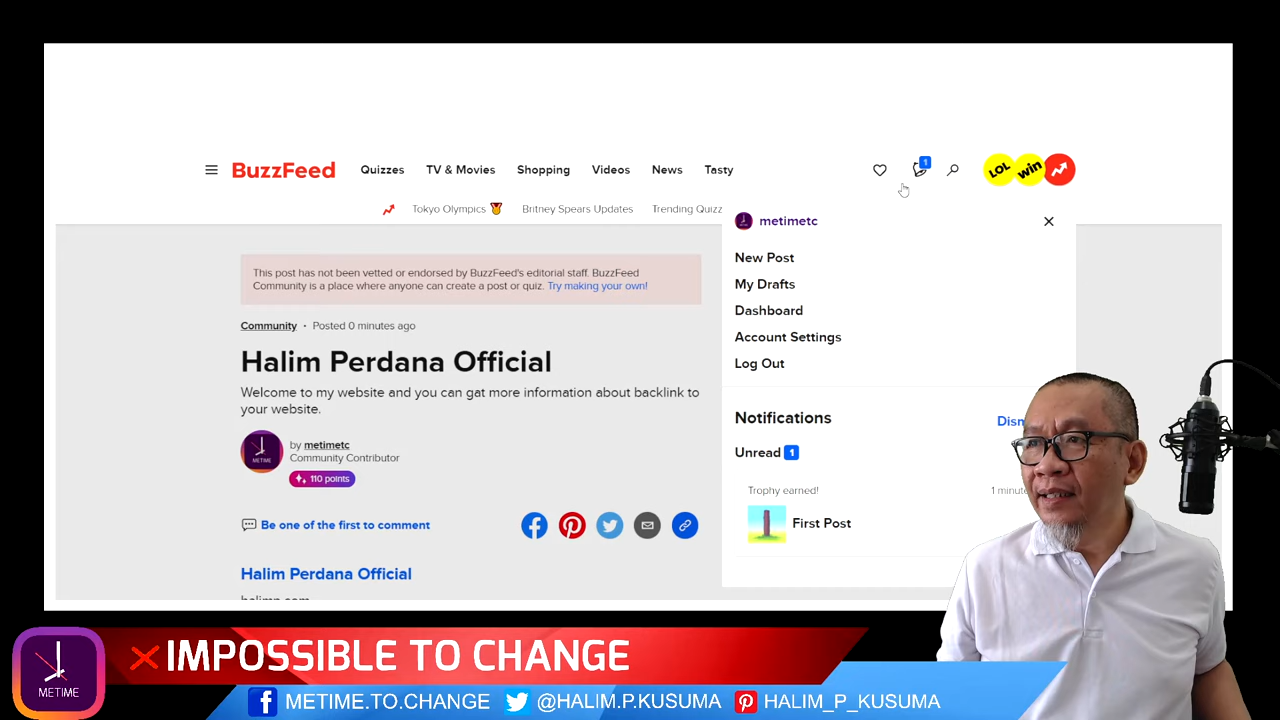 BuzzFeed
Quizzes TV & Movies Shopping Videos News Tasty
1
LOL win
Tokyo Olympics Britney Spears Updates Trending Quizz
metimetc
New Post
My Drafts
Dashboard
Account Settings
Log Out
Notifications
Dism
Unread 1
Trophy earned!
1 minute
First Post
This post has not been vetted or endorsed by BuzzFeed's editorial staff. BuzzFeed
Community is a place where anyone can create a post or quiz. Try making your own!
Community • Posted 0 minutes ago
Halim Perdana Official
Welcome to my website and you can gat more information about backlink to
your website.
METIME
by metimetc
Community Contributor
110 points
Be one of the first to comment
Halim Perdana Official
METIME
IMPOSSIBLE TO CHANGE
METIME.TO.CHANGE @HALIM.P.KUSUMA HALIM_P_KUSUMA